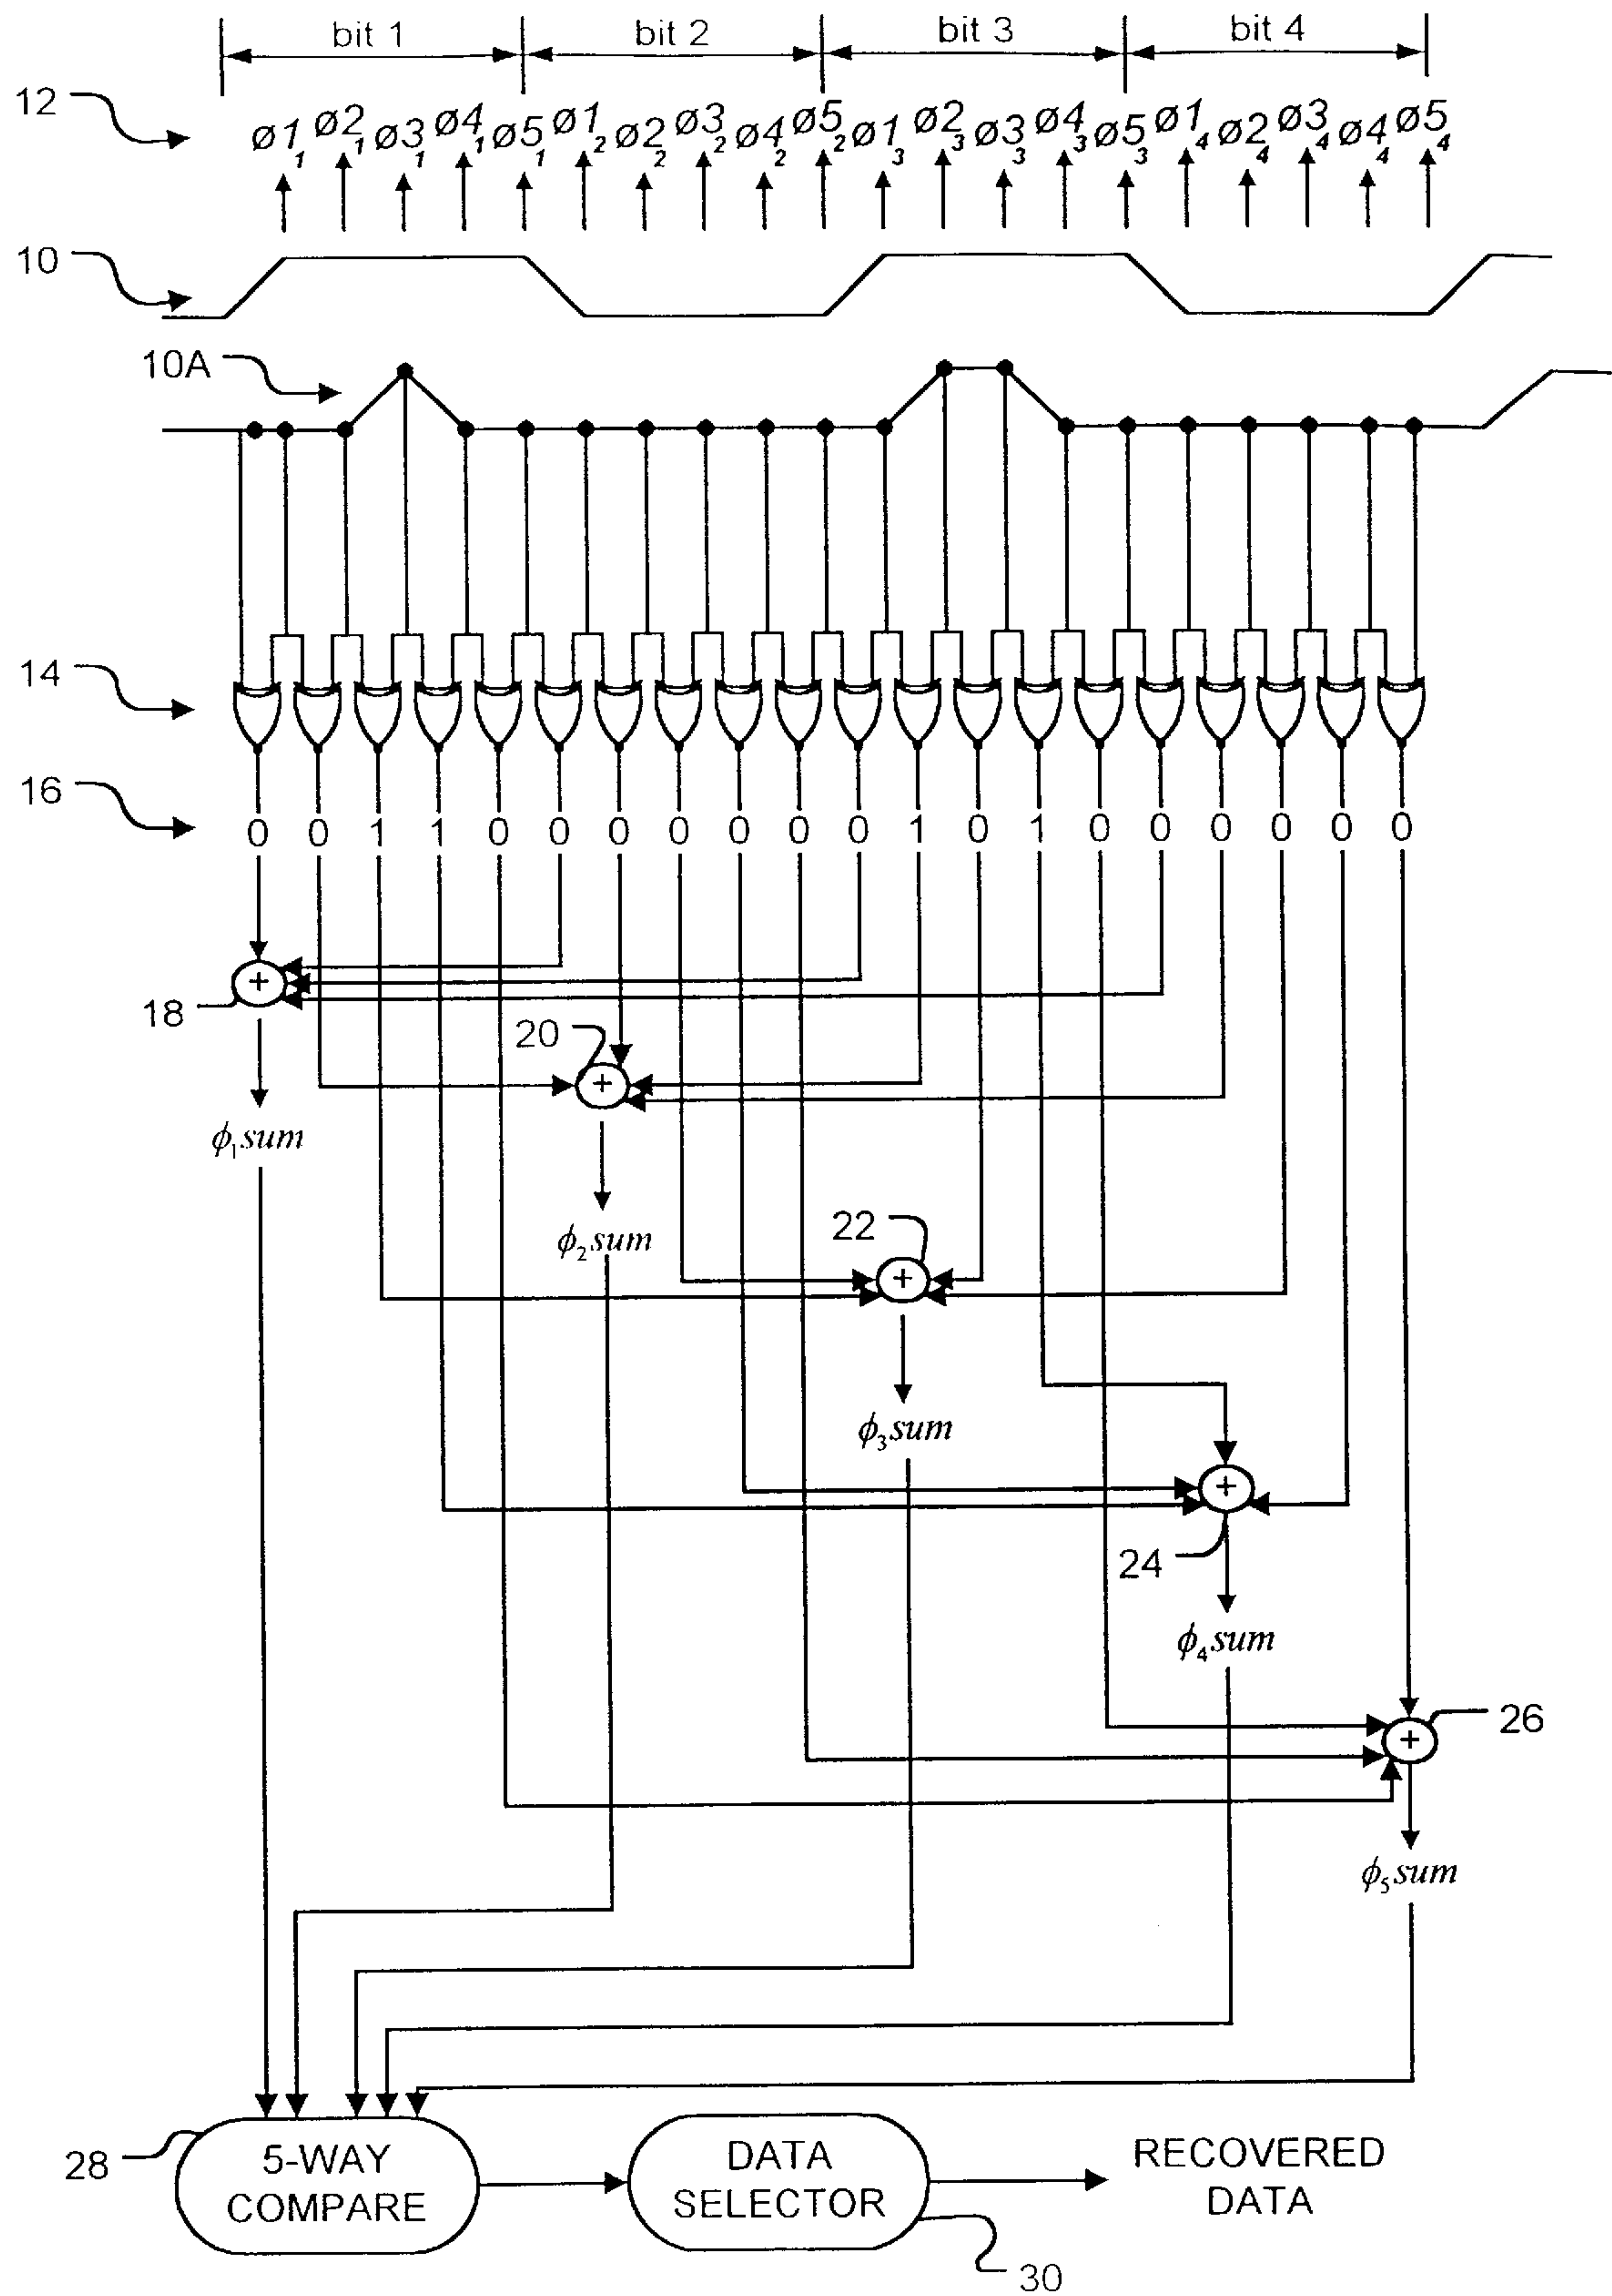 bit 1 bit 2 bit 3 bit 4
12
ø1₁ ø2₁ ø3₁ ø4₁ ø5₁ ø1₂ ø2₂ ø3₂ ø4₂ ø5₂ ø1₃ ø2₃ ø3₃ ø4₃ ø5₃ ø1₄ ø2₄ ø3₄ ø4₄ ø5₄
10
10A
14
16
0 0 1 1 0 0 0 0 0 0 0 1 0 1 0 0 0 0 0 0
+
18
20
+
ϕ₁sum
ϕ₂sum
22
+
ϕ₃sum
+
24
ϕ₄sum
26
+
ϕ₅sum
28
5-WAY
COMPARE
DATA
SELECTOR
RECOVERED
DATA
30